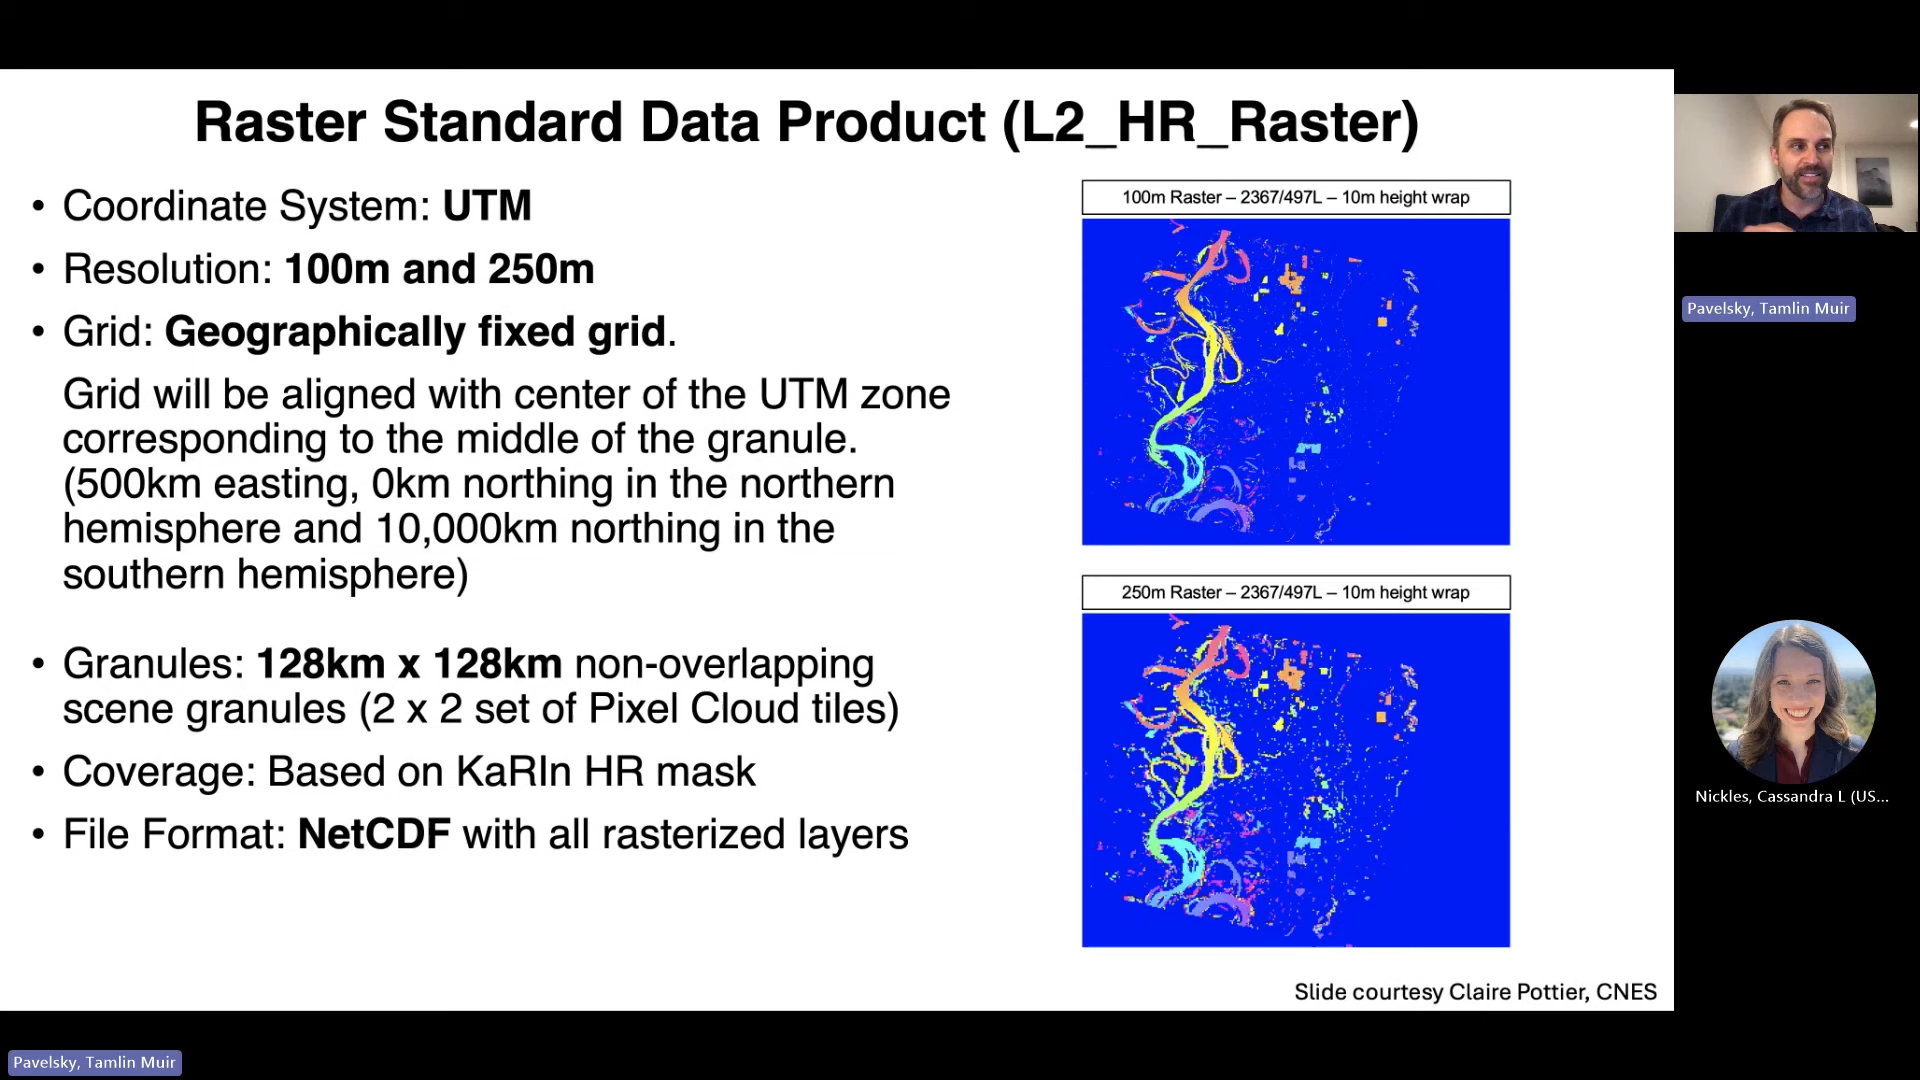 Raster Standard Data Product (L2_HR_Raster)
• Coordinate System: UTM
• Resolution: 100m and 250m
• Grid: Geographically fixed grid.
Grid will be aligned with center of the UTM zone
corresponding to the middle of the granule.
(500km easting, 0km northing in the northern
hemisphere and 10,000km northing in the
southern hemisphere)
• Granules: 128km x 128km non-overlapping
scene granules (2 x 2 set of Pixel Cloud tiles)
• Coverage: Based on KaRIn HR mask
• File Format: NetCDF with all rasterized layers
100m Raster – 2367/497L – 10m height wrap
250m Raster – 2367/497L – 10m height wrap
Slide courtesy Claire Pottier, CNES
Pavelsky, Tamlin Muir
Nickles, Cassandra L (US...
Pavelsky, Tamlin Muir